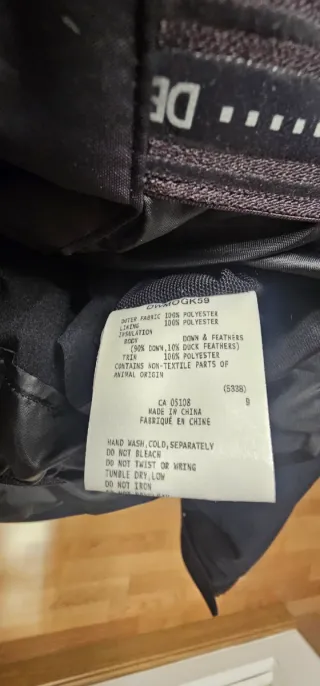 DE
DWMOGK59
OUTER FABRIC 100% POLYESTER
LINING 100% POLYESTER
INSULATION
BODY DOWN & FEATHERS
(90% DOWN,10% DUCK FEATHERS)
TRIM 100% POLYESTER
CONTAINS NON-TEXTILE PARTS OF
ANIMAL ORIGIN
(533B)
CA 05108 B
MADE IN CHINA
FABRIQUÉ EN CHINE
HAND WASH,COLD,SEPARATELY
DO NOT BLEACH
DO NOT TWIST OR WRING
TUMBLE DRY,LOW
DO NOT IRON